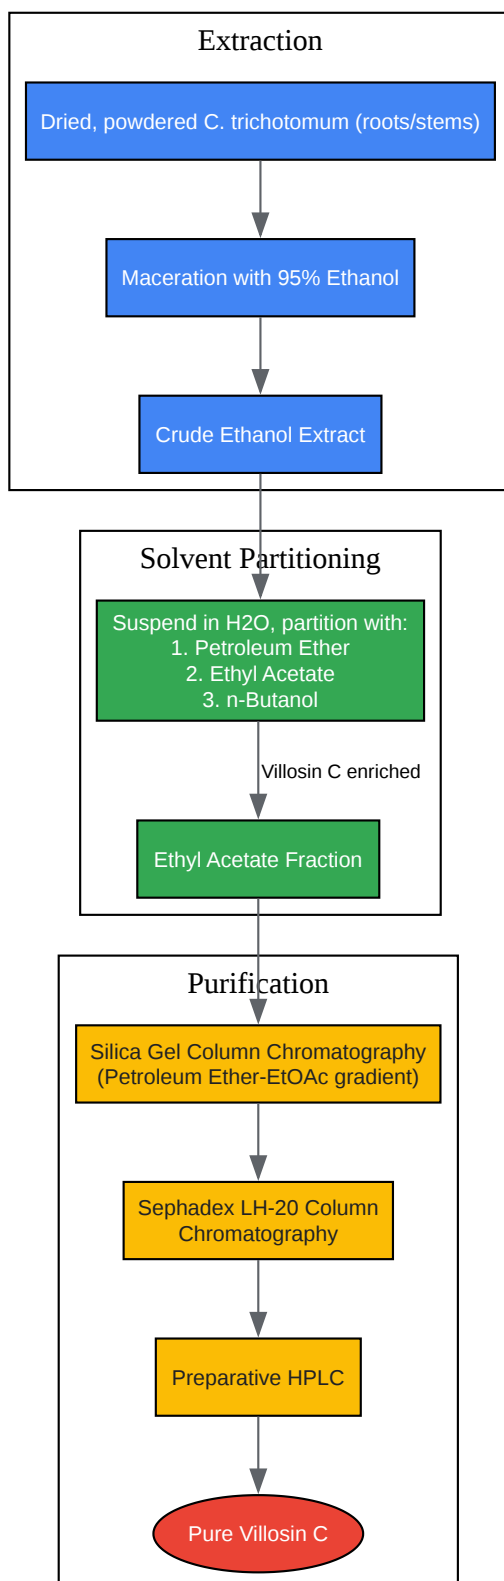 Extraction
Dried, powdered C. trichotomum (roots/stems)
Maceration with 95% Ethanol
Crude Ethanol Extract
Solvent Partitioning
Suspend in H2O, partition with:
1. Petroleum Ether
2. Ethyl Acetate
3. n-Butanol
Villosin C enriched
Ethyl Acetate Fraction
Purification
Silica Gel Column Chromatography
(Petroleum Ether-EtOAc gradient)
Sephadex LH-20 Column
Chromatography
Preparative HPLC
Pure Villosin C